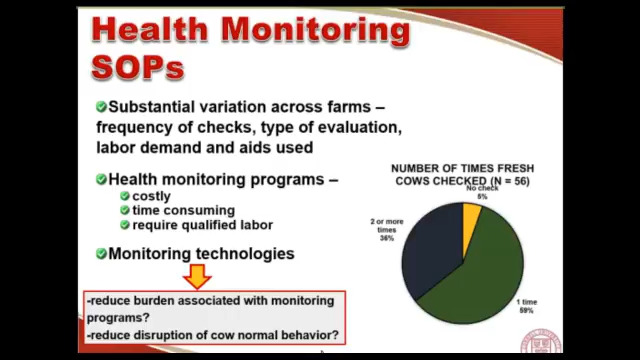 Health Monitoring
SOPs
Substantial variation across farms –
frequency of checks, type of evaluation,
labor demand and aids used
Health monitoring programs –
costly
time consuming
require qualified labor
Monitoring technologies
-reduce burden associated with monitoring
programs?
-reduce disruption of cow normal behavior?
NUMBER OF TIMES FRESH
COWS CHECKED (N = 56)
No check
5%
2 or more
times
36%
1 time
59%